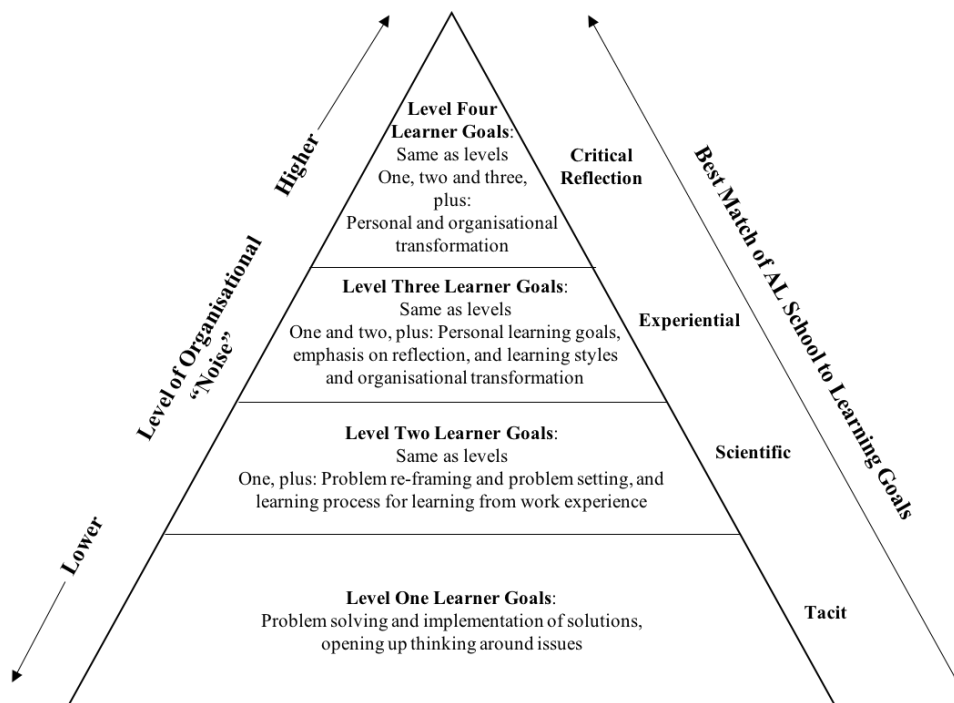 Level Four
Learner Goals:
Same as levels
One, two and three,
plus:
Personal and organisational
transformation
Critical
Reflection
Higher
Level of Organisational
“Noise”
Lower
Best Match of AL School to Learning Goals
Level Three Learner Goals:
Same as levels
One and two, plus: Personal learning goals,
emphasis on reflection, and learning styles
and organisational transformation
Experiential
Level Two Learner Goals:
Same as levels
One, plus: Problem re-framing and problem setting, and
learning process for learning from work experience
Scientific
Level One Learner Goals:
Problem solving and implementation of solutions,
opening up thinking around issues
Tacit